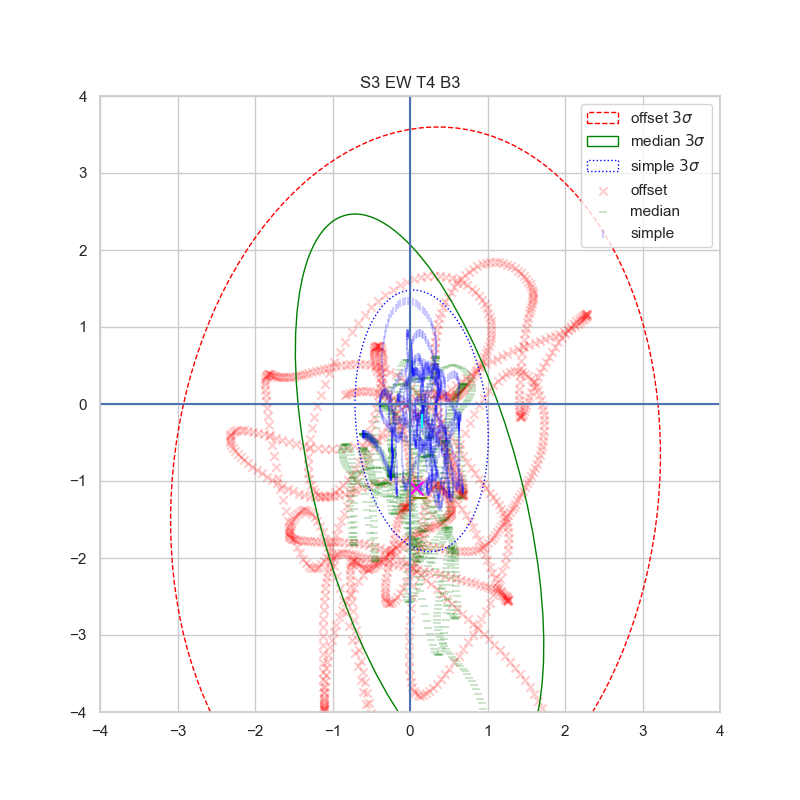 S3 EW T4 B3
4
3
2
1
0
−1
−2
−3
−4
−4
−3
−2
−1
0
1
2
3
4
offset 3σ
median 3σ
simple 3σ
offset
median
simple